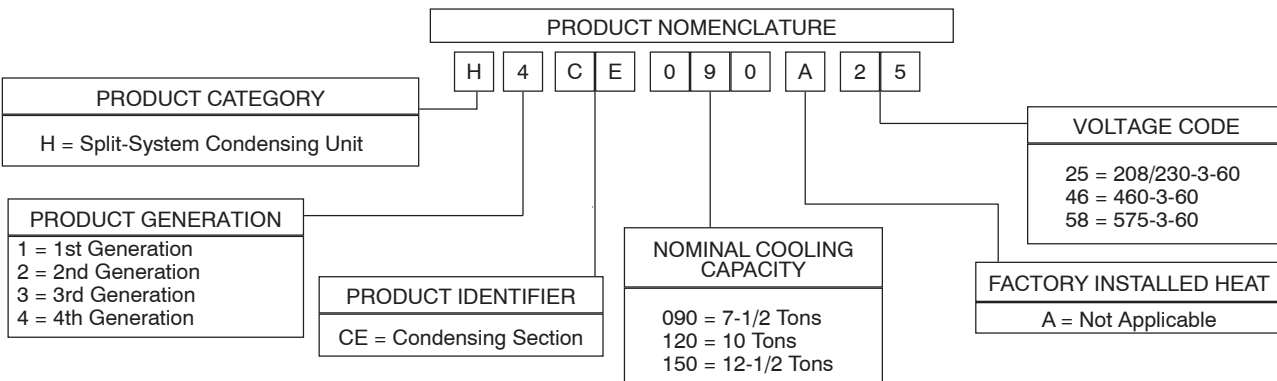 PRODUCT NOMENCLATURE
H 4 C E 0 9 0 A 2 5
PRODUCT CATEGORY
H = Split-System Condensing Unit
PRODUCT GENERATION
1 = 1st Generation
2 = 2nd Generation
3 = 3rd Generation
4 = 4th Generation
PRODUCT IDENTIFIER
CE = Condensing Section
NOMINAL COOLING
CAPACITY
090 = 7-1/2 Tons
120 = 10 Tons
150 = 12-1/2 Tons
FACTORY INSTALLED HEAT
A = Not Applicable
VOLTAGE CODE
25 = 208/230-3-60
46 = 460-3-60
58 = 575-3-60